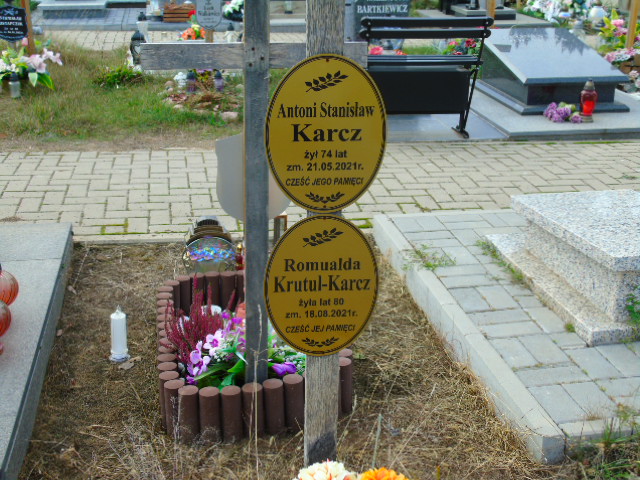 BARTKIEWICZ
Antoni Stanisław
Karcz
żył 74 lat
zm. 21.05.2021r.
CZEŚĆ JEGO PAMIĘCI
Romualda
Krutul-Karcz
żyła lat 80
zm. 18.08.2021r.
CZEŚĆ JEJ PAMIĘCI